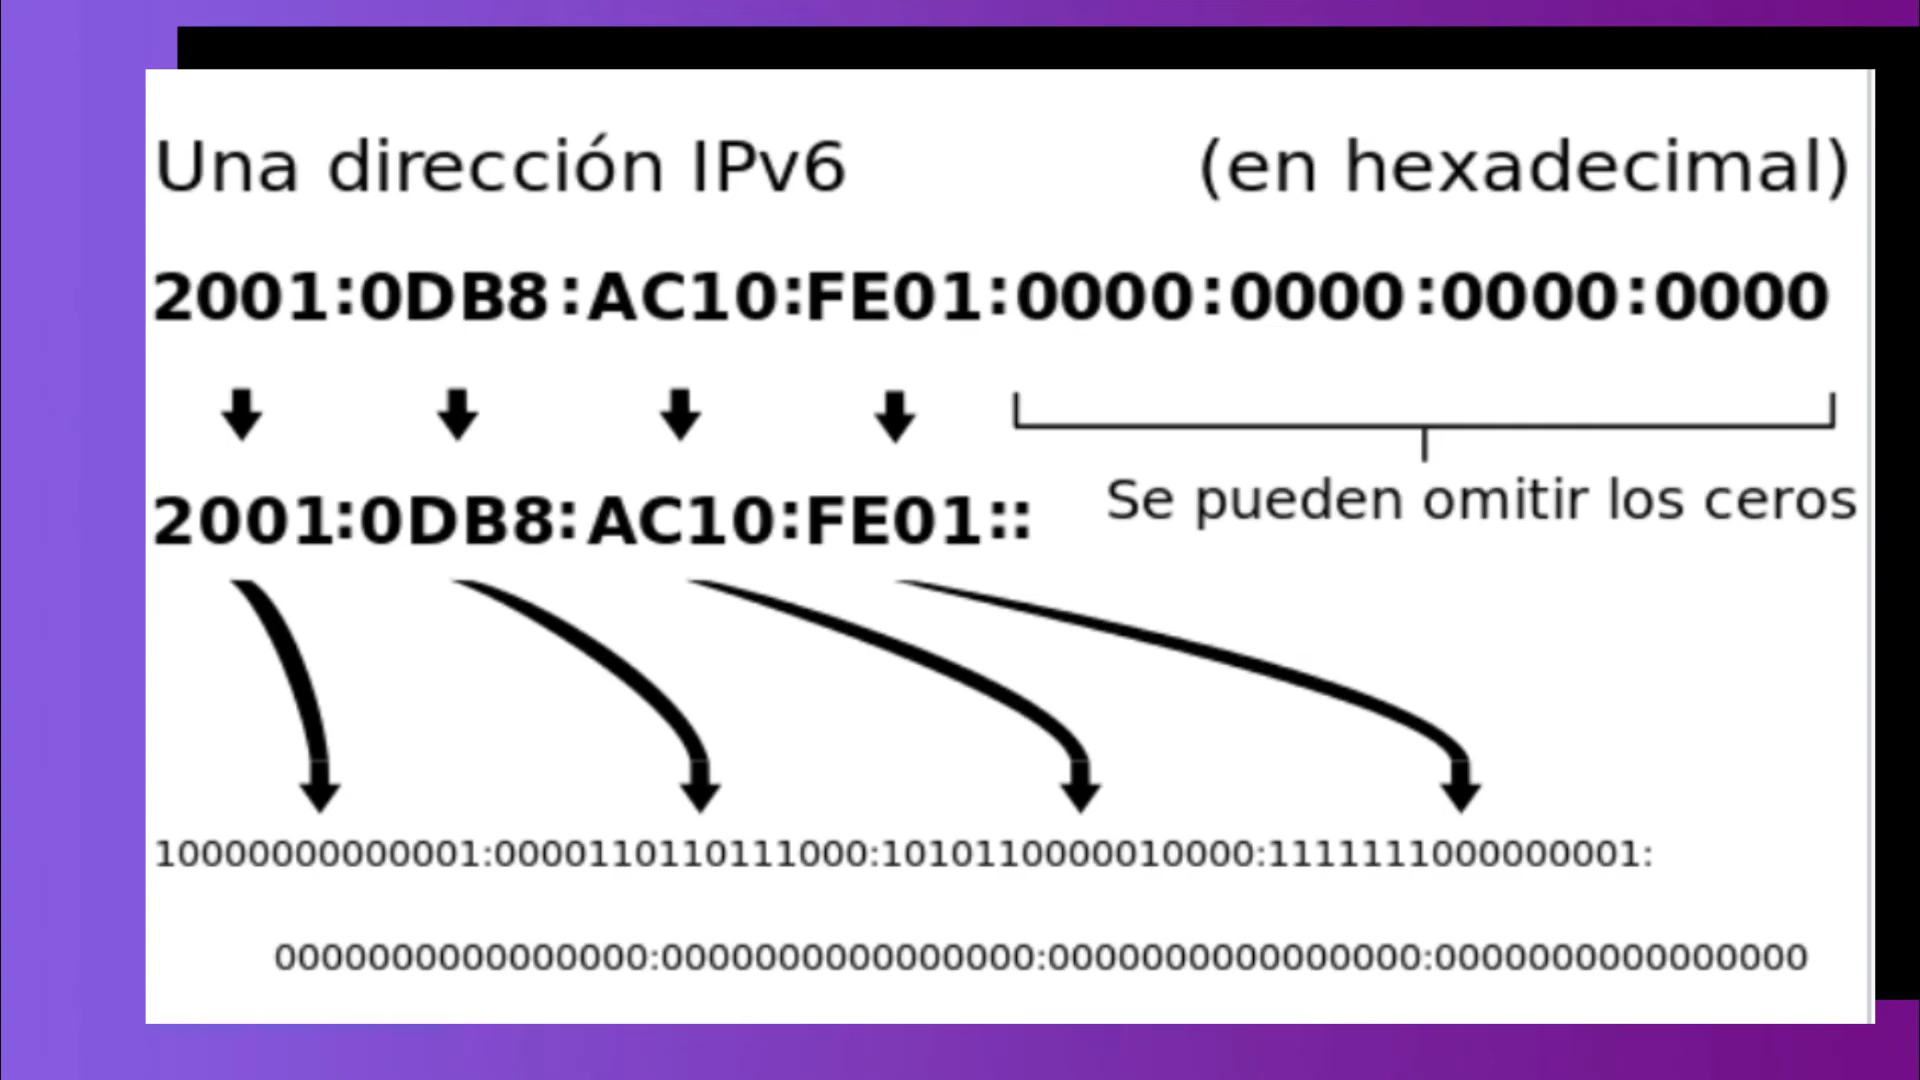 Una dirección IPv6 (en hexadecimal)
2001:0DB8:AC10:FE01:0000:0000:0000:0000
2001:0DB8:AC10:FE01::
Se pueden omitir los ceros
10000000000001:0000110110111000:1010110000010000:1111111000000001:
0000000000000000:0000000000000000:0000000000000000:0000000000000000